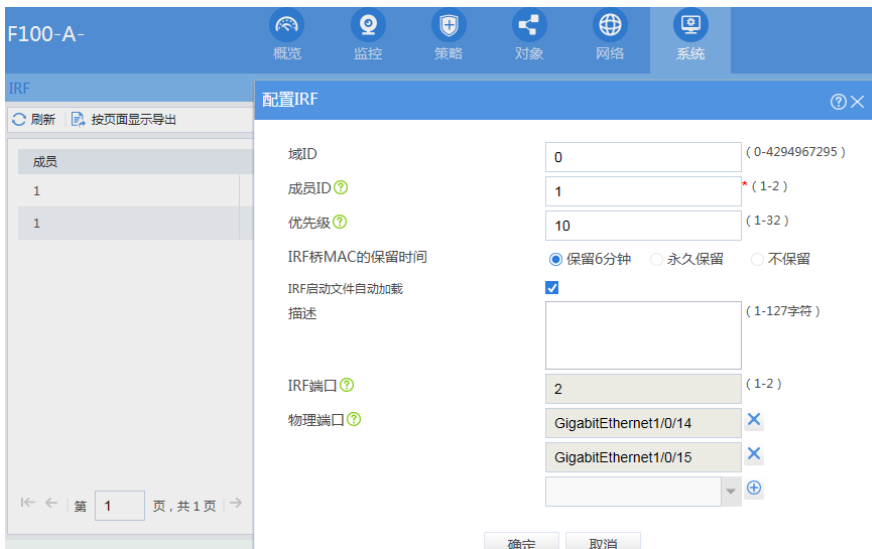 F100-A-
概览 监控 策略 对象 网络 系统
IRF
刷新 按页面显示导出
成员
1
1
第 1 页，共1页
配置IRF
域ID 0 (0-4294967295)
成员ID 1 *(1-2)
优先级 10 (1-32)
IRF桥MAC的保留时间 保留6分钟 永久保留 不保留
IRF启动文件自动加载
描述 (1-127字符)
IRF端口 2 (1-2)
物理端口 GigabitEthernet1/0/14
GigabitEthernet1/0/15
确定 取消